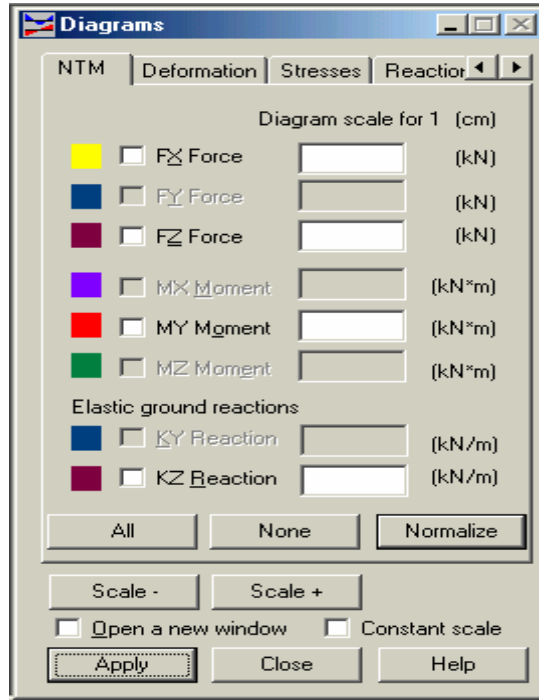 Diagrams
NTM Deformation Stresses Reaction
Diagram scale for 1 (cm)
FX Force (kN)
FY Force (kN)
FZ Force (kN)
MX Moment (kN*m)
MY Moment (kN*m)
MZ Moment (kN*m)
Elastic ground reactions
KY Reaction (kN/m)
KZ Reaction (kN/m)
All None Normalize
Scale - Scale +
Open a new window Constant scale
Apply Close Help